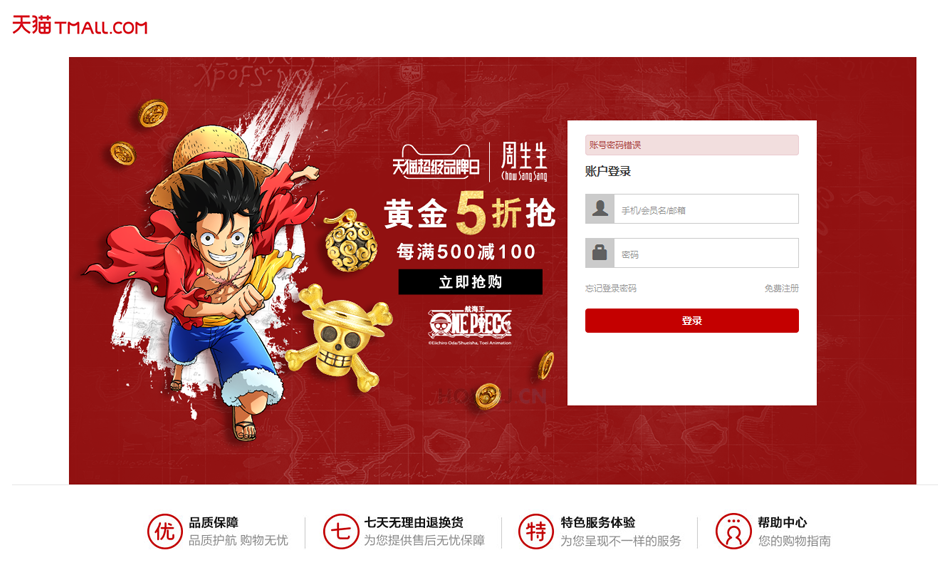 天猫 TMALL.COM
天猫超级品牌日
周生生
Chow Sang Sang
黄金5折抢
每满500减100
立即抢购
航海王
ONE PIECE
©Eiichiro Oda/Shueisha, Toei Animation
账号密码错误
账户登录
手机/会员名/邮箱
密码
忘记登录密码 免费注册
登录
优 品质保障
品质护航 购物无忧
七 七天无理由退换货
为您提供售后无忧保障
特 特色服务体验
为您呈现不一样的服务
帮助中心
您的购物指南